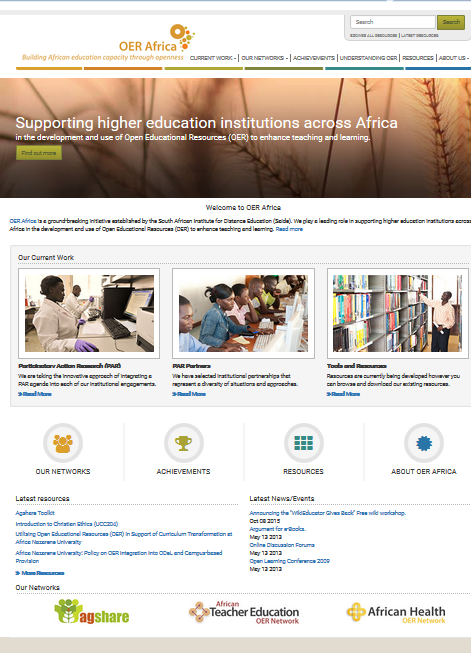 Search
Search
BROWSE ALL RESOURCES | LATEST RESOURCES
OER Africa
Building African education capacity through openness
CURRENT WORK | OUR NETWORKS | ACHIEVEMENTS | UNDERSTANDING OER | RESOURCES | ABOUT US
Supporting higher education institutions across Africa
in the development and use of Open Educational Resources (OER) to enhance teaching and learning.
Find out more
Welcome to OER Africa
OER Africa is a ground-breaking initiative established by the South African Institute for Distance Education (Saide). We play a leading role in supporting higher education institutions across
Africa in the development and use of Open Educational Resources (OER) to enhance teaching and learning. Read more
Our Current Work
Participatory Action Research (PAR)
We are taking the innovative approach of integrating a
PAR agenda into each of our institutional engagements.
Read More
PAR Partners
We have selected institutional partnerships that
represent a diversity of situations and approaches.
Read More
Tools and Resources
Resources are currently being developed however you
can browse and download our existing resources.
Read More
OUR NETWORKS
ACHIEVEMENTS
RESOURCES
ABOUT OER AFRICA
Latest resources
Agshare Toolkit
Introduction to Christian Ethics (UCC304)
Utilising Open Educational Resources (OER) in Support of Curriculum Transformation at
Africa Nazarene University
Africa Nazarene University: Policy on OER Integration into ODeL and Campus-based
Provision
More Resources
Latest News/Events
Announcing the "WikiEducator Gives Back" Free wiki workshop.
Oct 08 2015
Argument for e-Books.
May 13 2013
Online Discussion Forums
May 13 2013
Open Learning Conference 2009
May 13 2013
Our Networks
agshare
African
Teacher Education
OER Network
African Health
OER Network